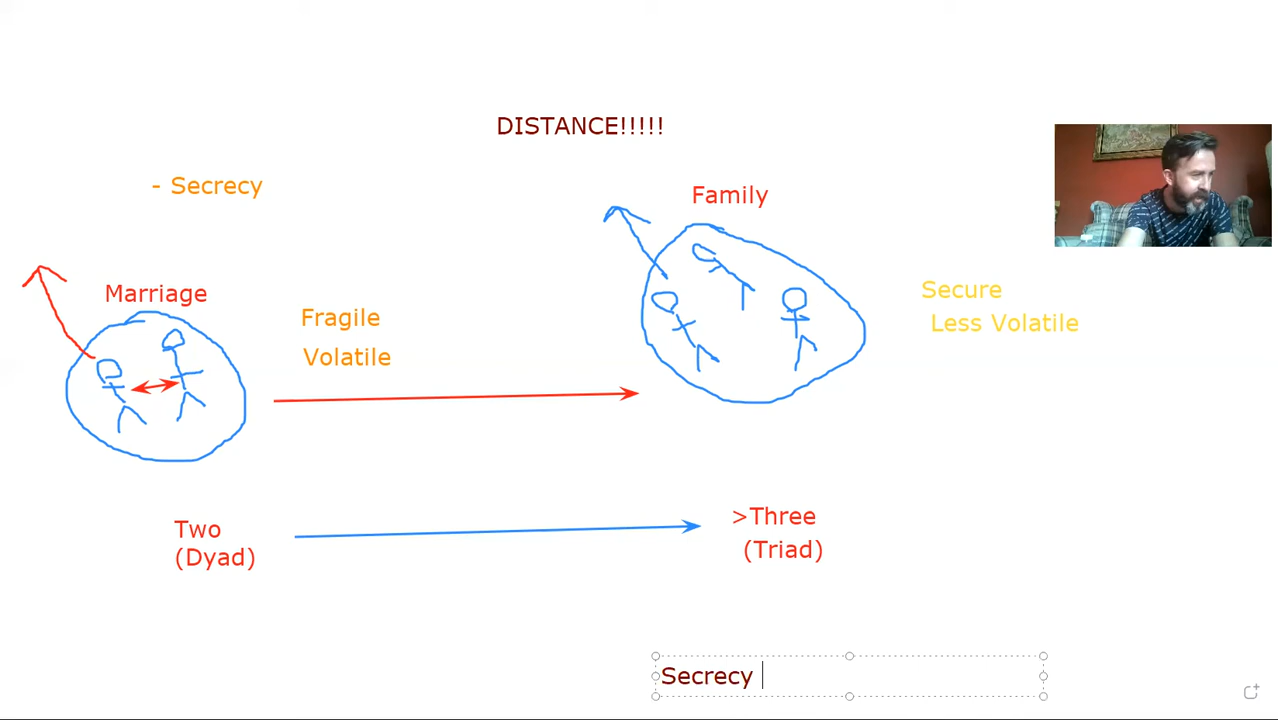 DISTANCE!!!!!
- Secrecy
Family
Marriage
Fragile
Volatile
Secure
Less Volatile
Two
(Dyad)
>Three
(Triad)
Secrecy